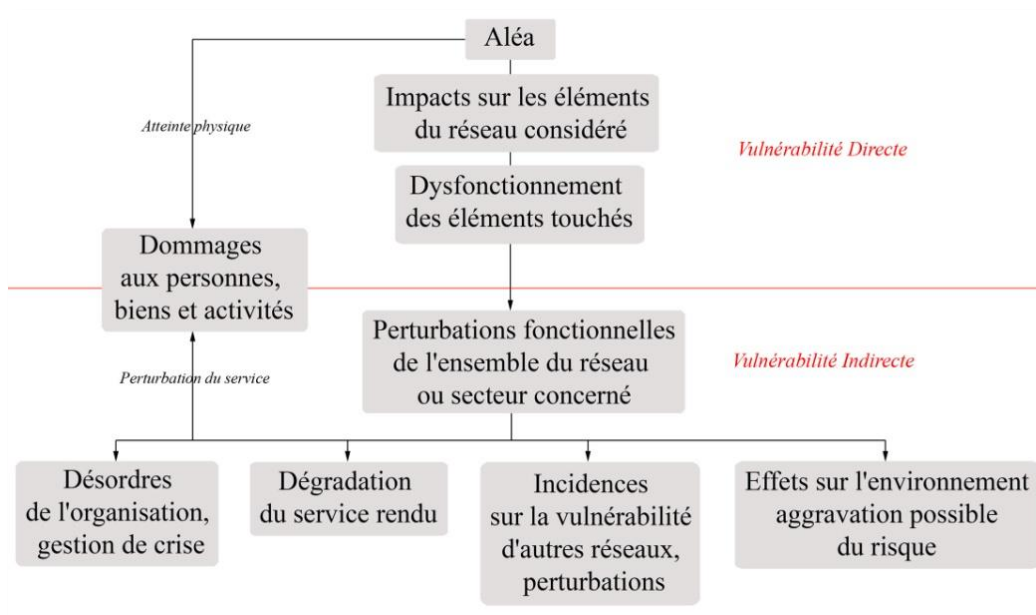 Aléa
Impacts sur les éléments
du réseau considéré
Atteinte physique
Vulnérabilité Directe
Dysfonctionnement
des éléments touchés
Dommages
aux personnes,
biens et activités
Perturbations fonctionnelles
de l'ensemble du réseau
ou secteur concerné
Vulnérabilité Indirecte
Perturbation du service
Désordres
de l'organisation,
gestion de crise
Dégradation
du service rendu
Incidences
sur la vulnérabilité
d'autres réseaux,
perturbations
Effets sur l'environnement
aggravation possible
du risque